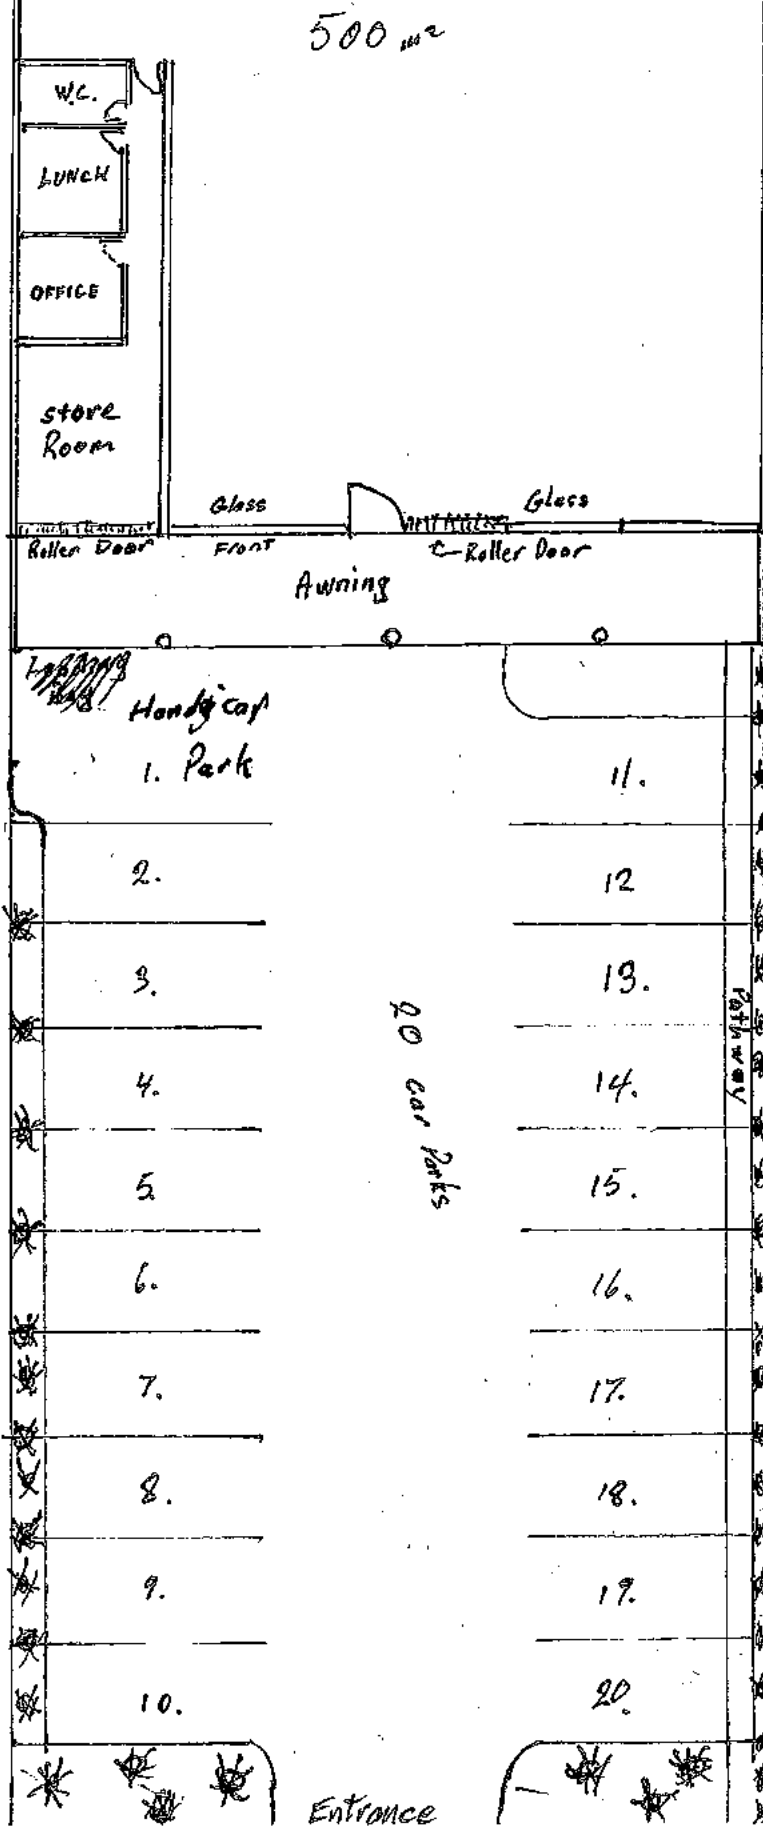 500 m²
W.C.
LUNCH
OFFICE
store
Room
Glass
Glass
Roller Door
Front
Roller Door
Awning
Handicap
1. Park
11.
2.
12
3.
13.
Pathway
20 Car Parks
4.
14.
5.
15.
6.
16.
7.
17.
8.
18.
9.
19.
10.
20.
Entrance